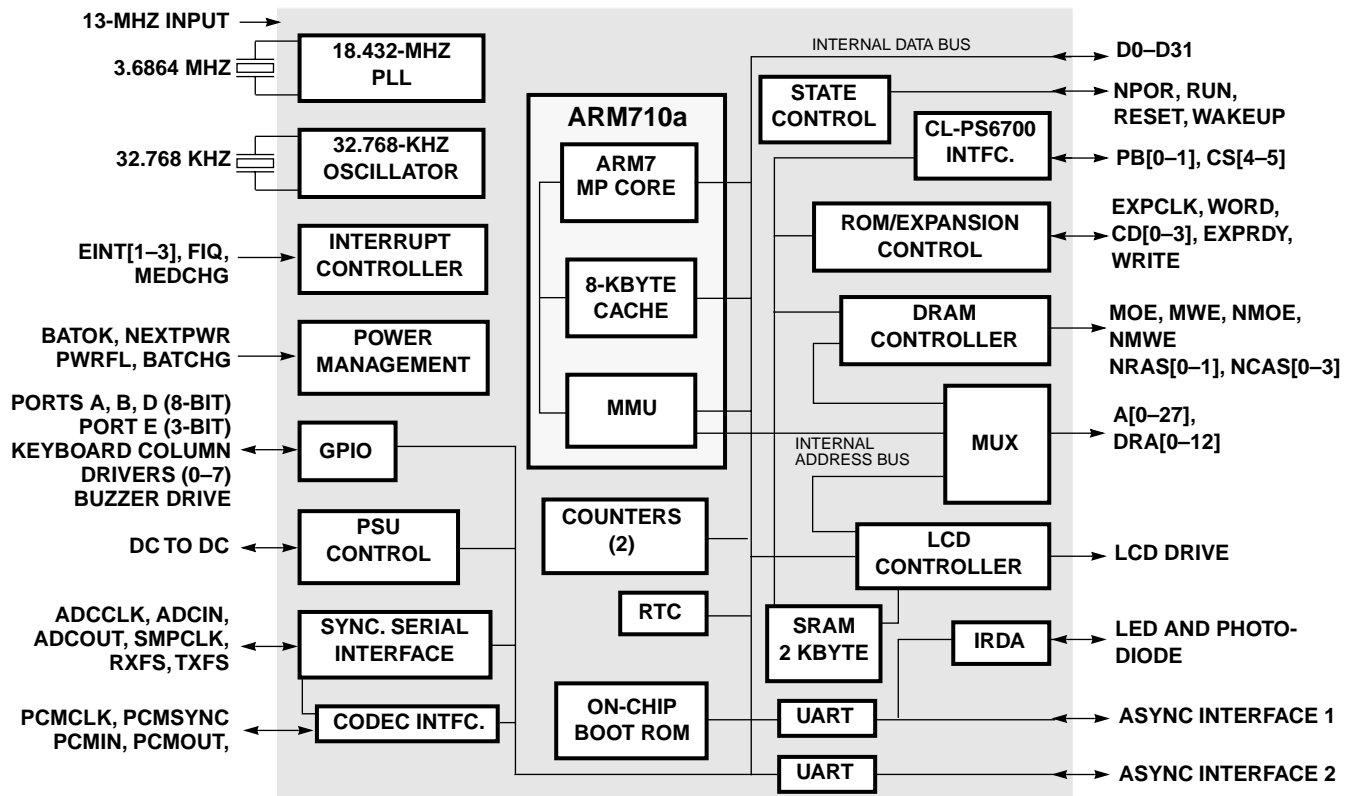 13-MHZ INPUT
3.6864 MHZ
18.432-MHZ
PLL
32.768 KHZ
32.768-KHZ
OSCILLATOR
EINT[1–3], FIQ,
MEDCHG
INTERRUPT
CONTROLLER
BATOK, NEXTPWR
PWRFL, BATCHG
POWER
MANAGEMENT
PORTS A, B, D (8-BIT)
PORT E (3-BIT)
KEYBOARD COLUMN
DRIVERS (0–7)
BUZZER DRIVE
GPIO
DC TO DC
PSU
CONTROL
ADCCLK, ADCIN,
ADCOUT, SMPCLK,
RXFS, TXFS
SYNC. SERIAL
INTERFACE
PCMCLK, PCMSYNC
PCMIN, PCMOUT,
CODEC INTFC.
ARM710a
ARM7
MP CORE
8-KBYTE
CACHE
MMU
COUNTERS
(2)
RTC
ON-CHIP
BOOT ROM
INTERNAL DATA BUS
D0–D31
STATE
CONTROL
NPOR, RUN,
RESET, WAKEUP
CL-PS6700
INTFC.
PB[0–1], CS[4–5]
ROM/EXPANSION
CONTROL
EXPCLK, WORD,
CD[0–3], EXPRDY,
WRITE
DRAM
CONTROLLER
MOE, MWE, NMOE,
NMWE
NRAS[0–1], NCAS[0–3]
INTERNAL
ADDRESS BUS
MUX
A[0–27],
DRA[0–12]
LCD
CONTROLLER
LCD DRIVE
SRAM
2 KBYTE
IRDA
LED AND PHOTO-
DIODE
UART
ASYNC INTERFACE 1
UART
ASYNC INTERFACE 2